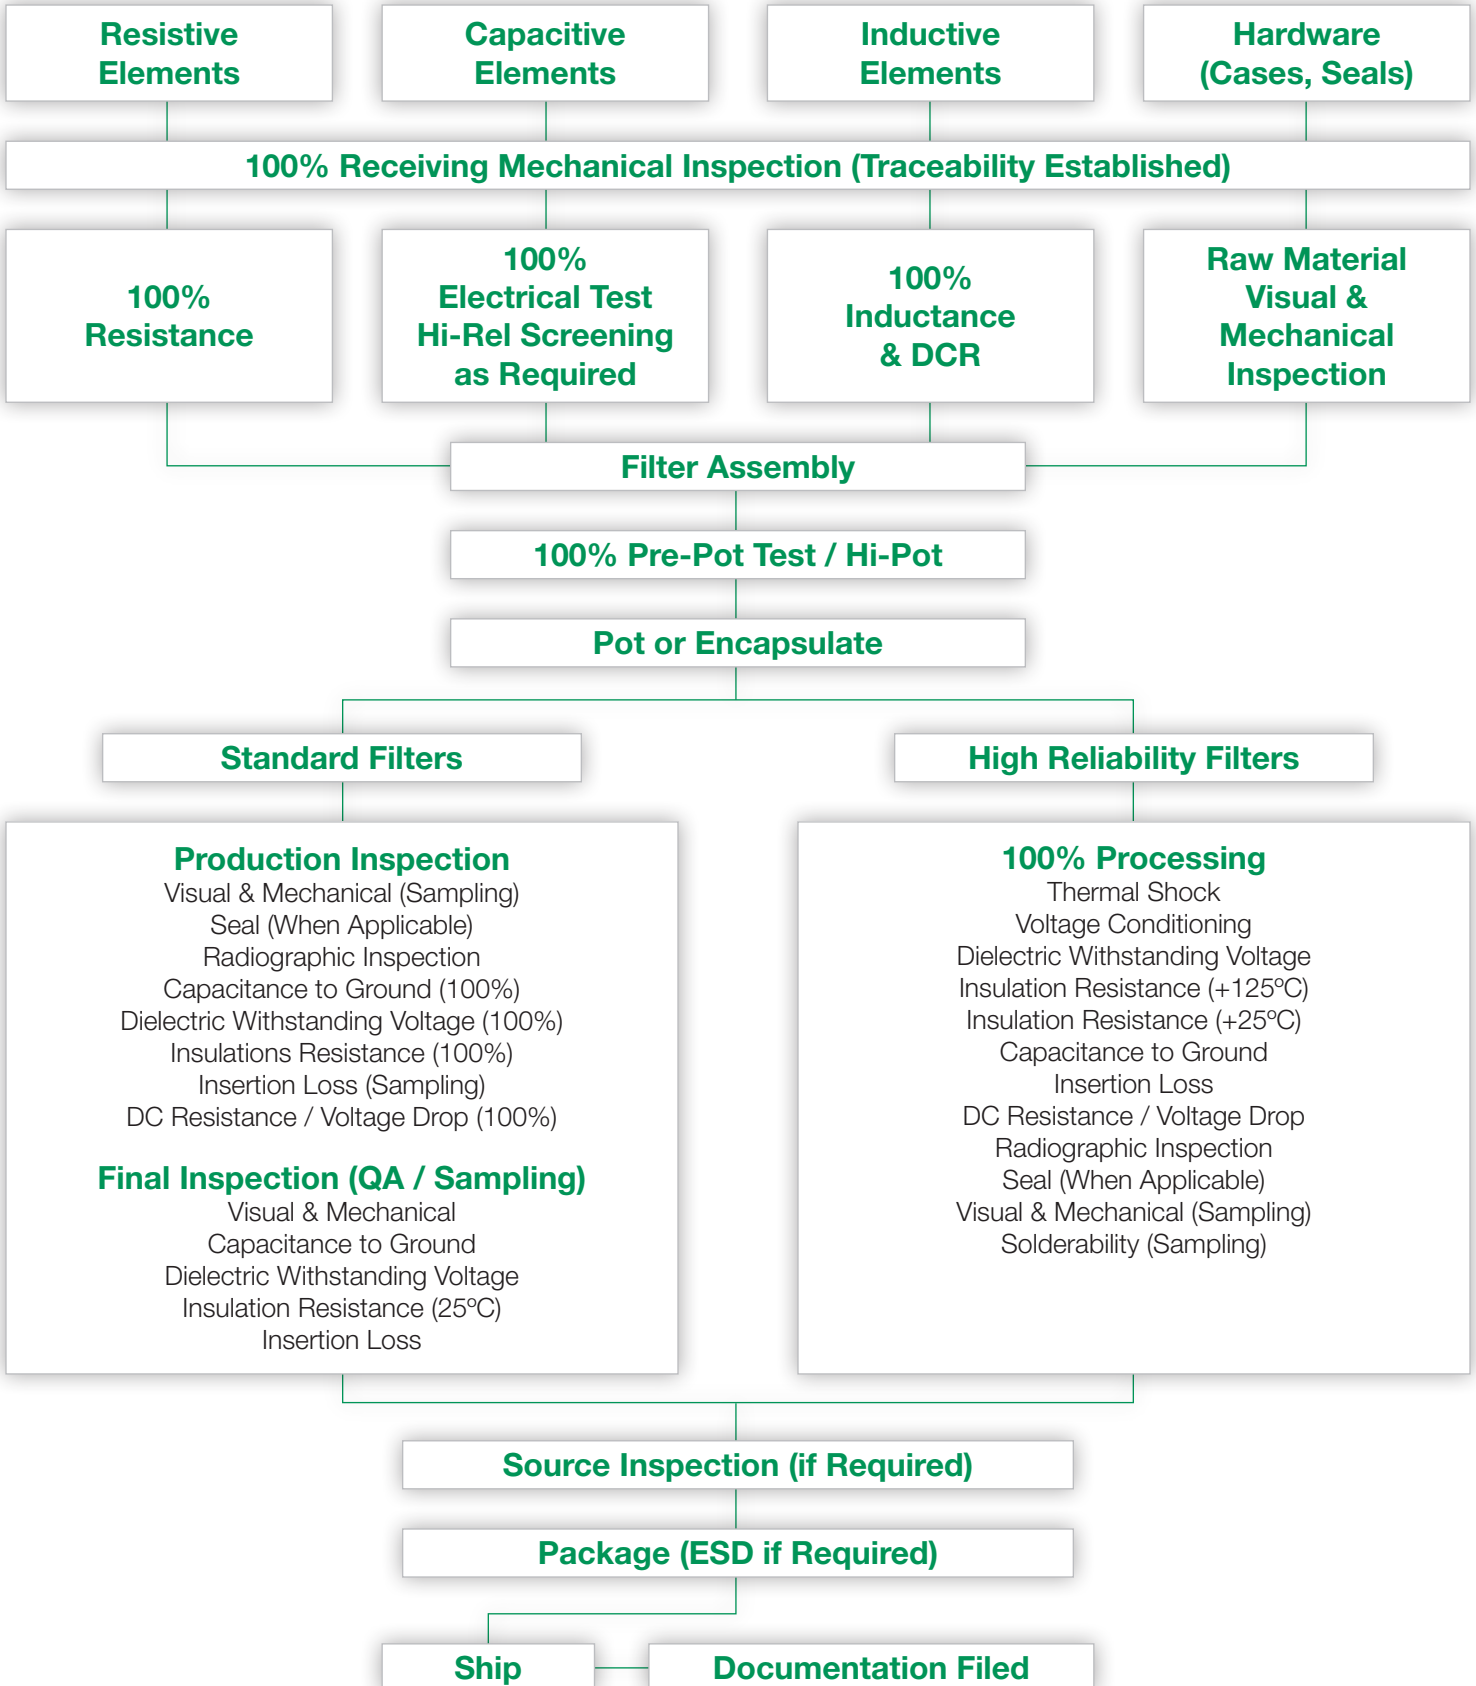 Resistive
Elements
Capacitive
Elements
Inductive
Elements
Hardware
(Cases, Seals)
100% Receiving Mechanical Inspection (Traceability Established)
100%
Resistance
100%
Electrical Test
Hi-Rel Screening
as Required
100%
Inductance
& DCR
Raw Material
Visual &
Mechanical
Inspection
Filter Assembly
100% Pre-Pot Test / Hi-Pot
Pot or Encapsulate
Standard Filters
High Reliability Filters
Production Inspection
Visual & Mechanical (Sampling)
Seal (When Applicable)
Radiographic Inspection
Capacitance to Ground (100%)
Dielectric Withstanding Voltage (100%)
Insulations Resistance (100%)
Insertion Loss (Sampling)
DC Resistance / Voltage Drop (100%)
Final Inspection (QA / Sampling)
Visual & Mechanical
Capacitance to Ground
Dielectric Withstanding Voltage
Insulation Resistance (25ºC)
Insertion Loss
100% Processing
Thermal Shock
Voltage Conditioning
Dielectric Withstanding Voltage
Insulation Resistance (+125ºC)
Insulation Resistance (+25ºC)
Capacitance to Ground
Insertion Loss
DC Resistance / Voltage Drop
Radiographic Inspection
Seal (When Applicable)
Visual & Mechanical (Sampling)
Solderability (Sampling)
Source Inspection (if Required)
Package (ESD if Required)
Ship
Documentation Filed